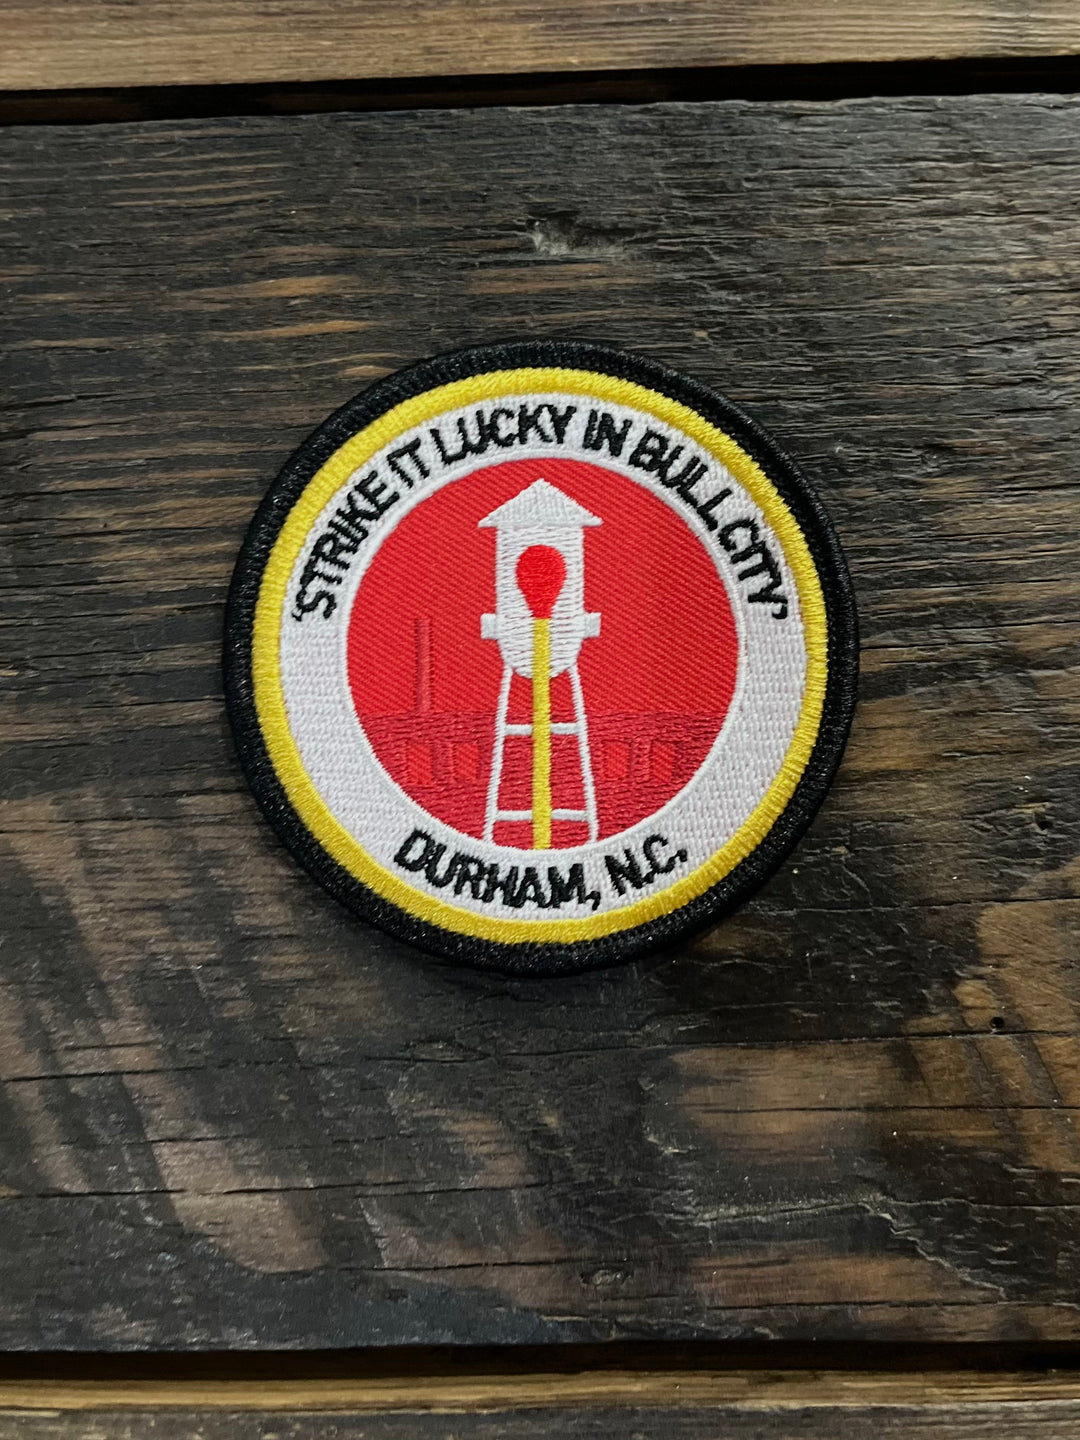 'STRIKE IT LUCKY IN BULL CITY'
DURHAM, N.C.